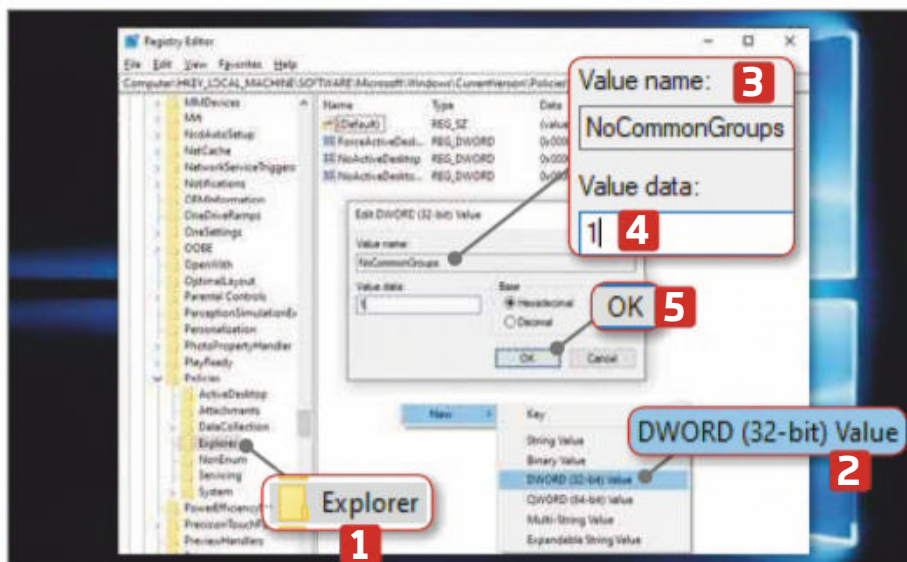 Registry Editor
File Edit View Favorites Help
Computer\HKEY_LOCAL_MACHINE\SOFTWARE\Microsoft\Windows\CurrentVersion\Policies\
Name Type Data
(Default) REG_SZ (value
ForceActiveDesk... REG_DWORD
NoActiveDesktop REG_DWORD
NoActiveDeskto... REG_DWORD
MMDevices
NcdAutoSetup
NetCache
NetworkServiceTriggers
Notifications
OEMInformation
OneDriveRamps
OneSettings
OOBE
OpenWith
OptimalLayout
Parental Controls
PerceptionSimulationEx
Personalization
PhotoPropertyHandler
PlayReady
Policies
ActiveDesktop
Attachments
DataCollection
Explorer
NonEnum
Servicing
System
PowerEfficiency
PrecisionTouchP
PreviewHandlers
Edit DWORD (32-bit) Value
Value name:
NoCommonGroups
Value data:
1
Base
Hexadecimal
Decimal
OK Cancel
Value name: 3
NoCommonGroups
Value data:
1 4
OK 5
New
Key
String Value
Binary Value
DWORD (32-bit) Value
QWORD (64-bit) Value
Multi-String Value
Expandable String Value
DWORD (32-bit) Value
2
Explorer
1